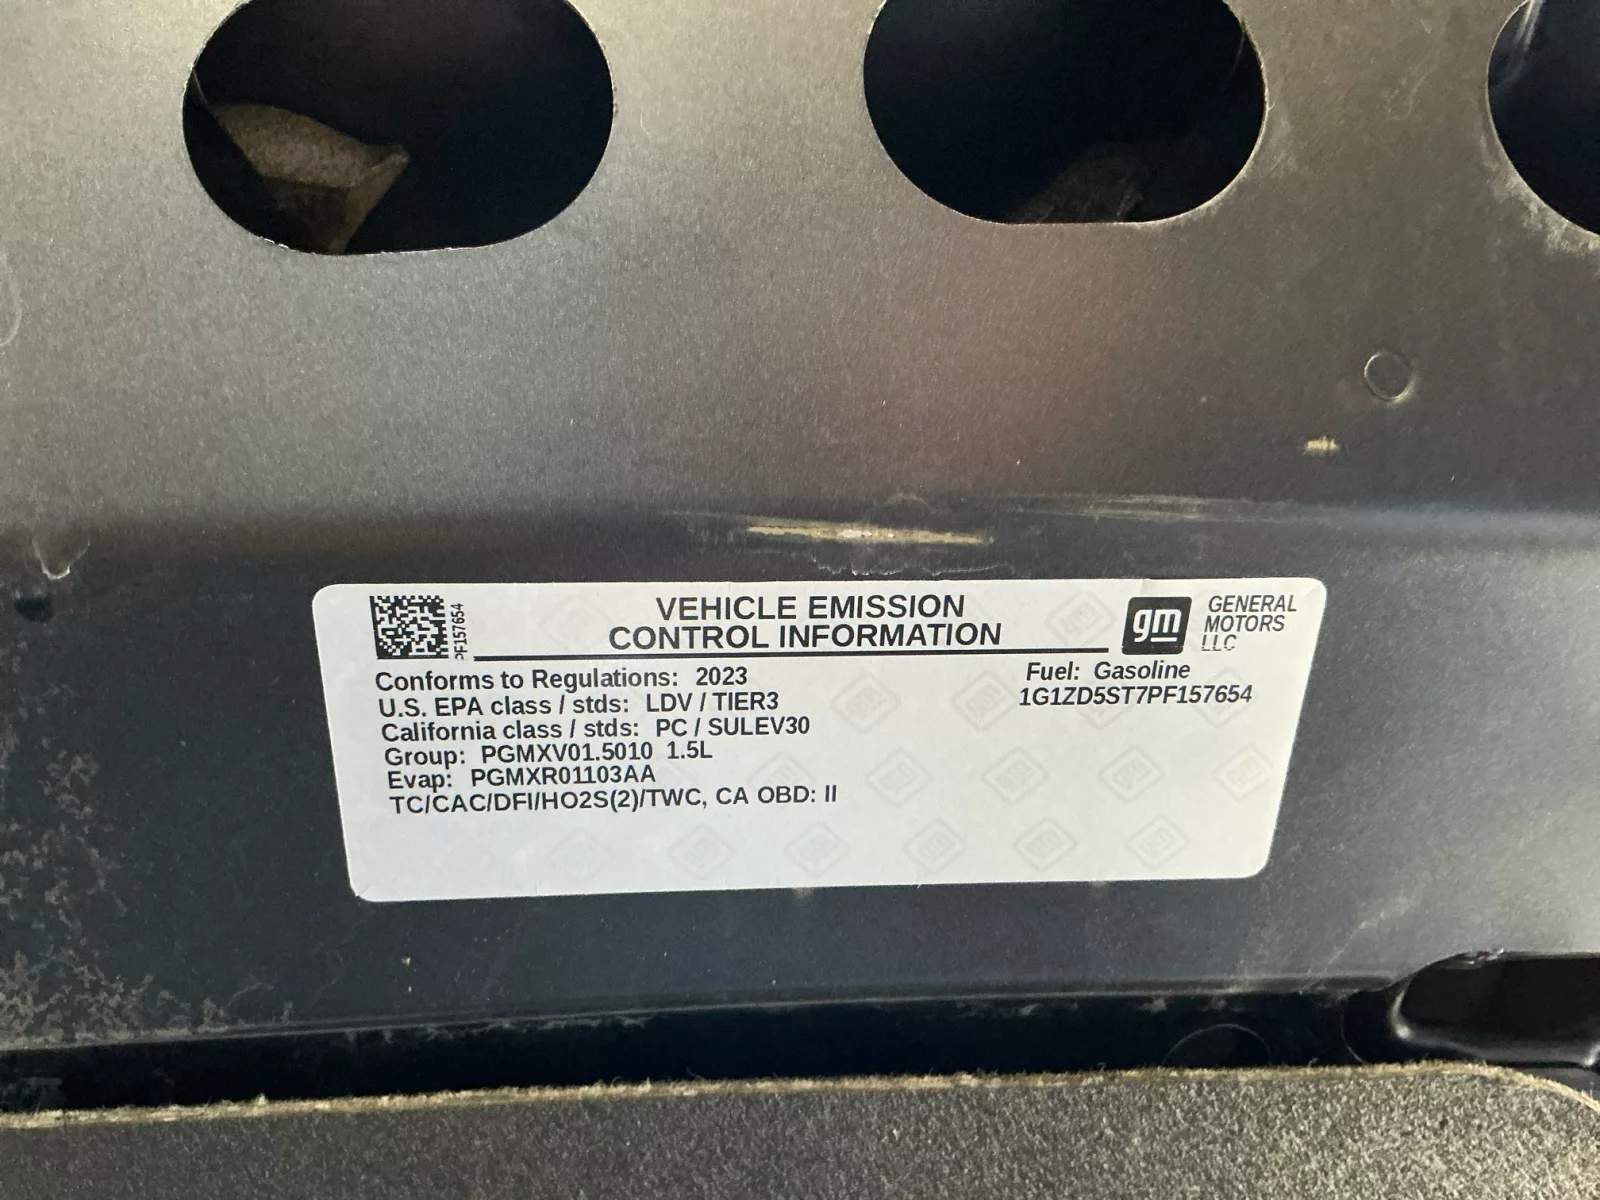 PF157654
VEHICLE EMISSION
CONTROL INFORMATION
gm
GENERAL
MOTORS
LLC
Conforms to Regulations: 2023
Fuel: Gasoline
U.S. EPA class / stds: LDV / TIER3
1G1ZD5ST7PF157654
California class / stds: PC / SULEV30
Group: PGMXV01.5010 1.5L
Evap: PGMXR01103AA
TC/CAC/DFI/HO2S(2)/TWC, CA OBD: II